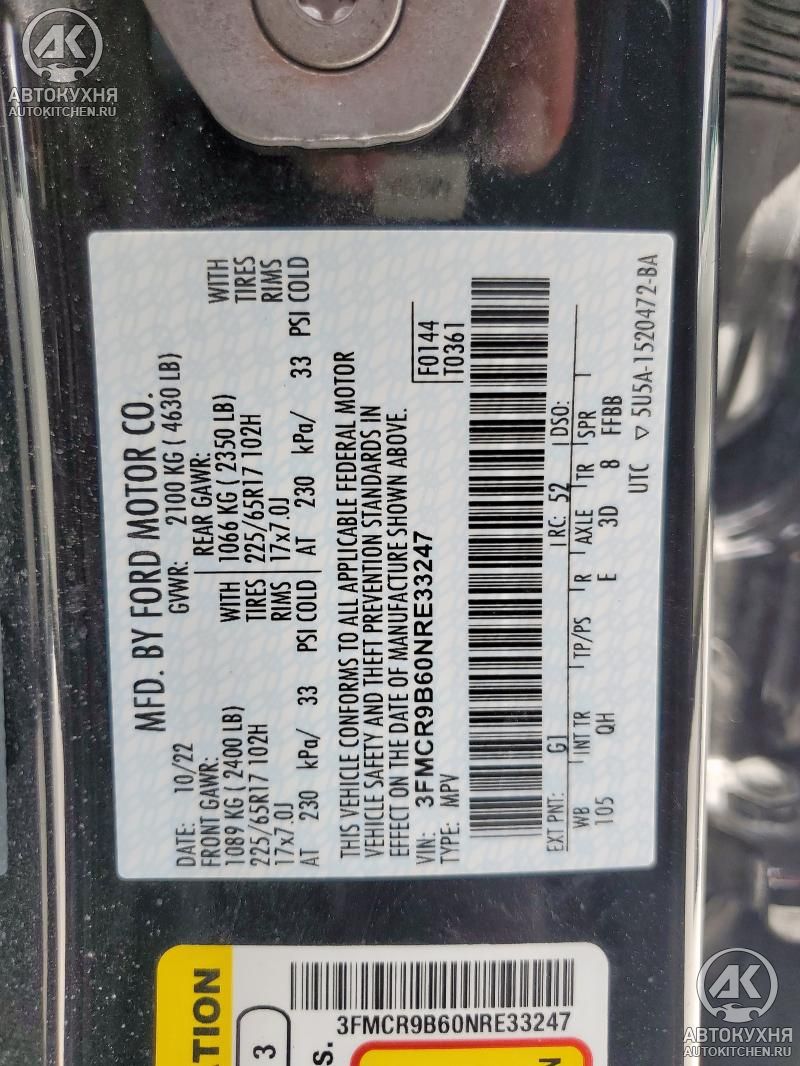 АК
АВТОКУХНЯ
AUTOKITCHEN.RU
MFD. BY FORD MOTOR CO.
DATE: 10/22 GVWR: 2100 KG ( 4630 LB)
FRONT GAWR: REAR GAWR:
1089 KG ( 2400 LB) WITH 1066 KG ( 2350 LB) WITH
225/65R17 102H TIRES 225/65R17 102H TIRES
17x7.0J RIMS 17x7.0J RIMS
AT 230 kPa/ 33 PSI COLD AT 230 kPa/ 33 PSI COLD
THIS VEHICLE CONFORMS TO ALL APPLICABLE FEDERAL MOTOR
VEHICLE SAFETY AND THEFT PREVENTION STANDARDS IN
EFFECT ON THE DATE OF MANUFACTURE SHOWN ABOVE.
VIN: 3FMCR9B60NRE33247 F0144
TYPE: MPV T0361
EXT PNT: G1 RC: 52 DSO:
WB INT TR TP/PS R AXLE TR SPR
105 QH E 3D 8 FFBB
UTC ▽ 5U5A-1520472-BA
ATION
3
S.
3FMCR9B60NRE33247
N
АК
АВТОКУХНЯ
AUTOKITCHEN.RU